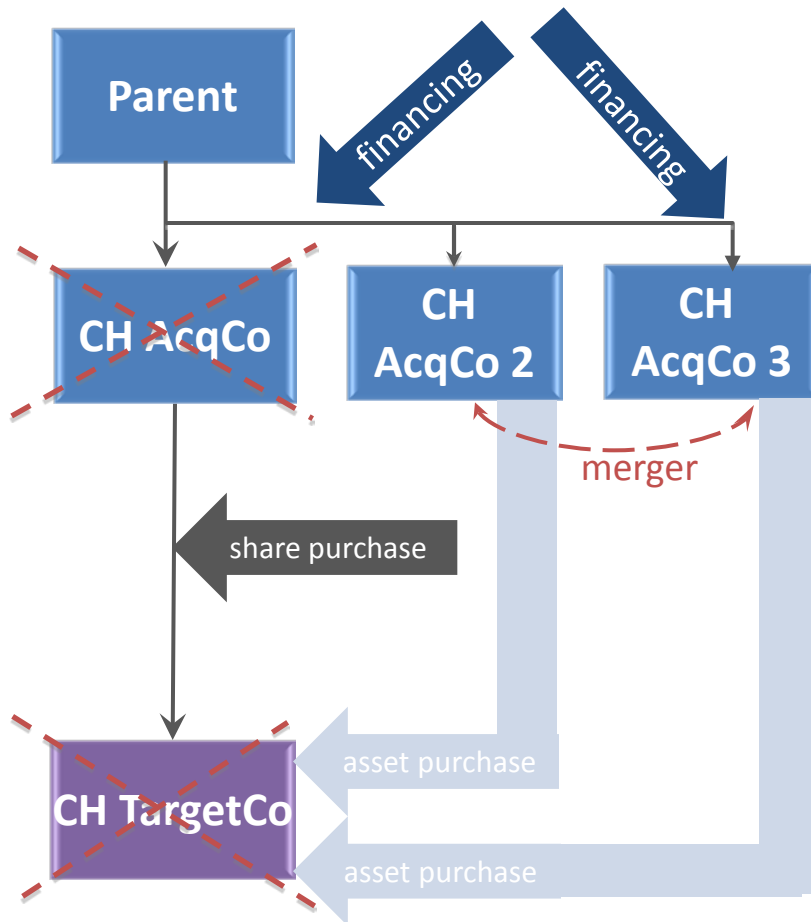 Parent
financing
financing
CH AcqCo
CH
AcqCo 2
CH
AcqCo 3
merger
share purchase
asset purchase
CH TargetCo
asset purchase